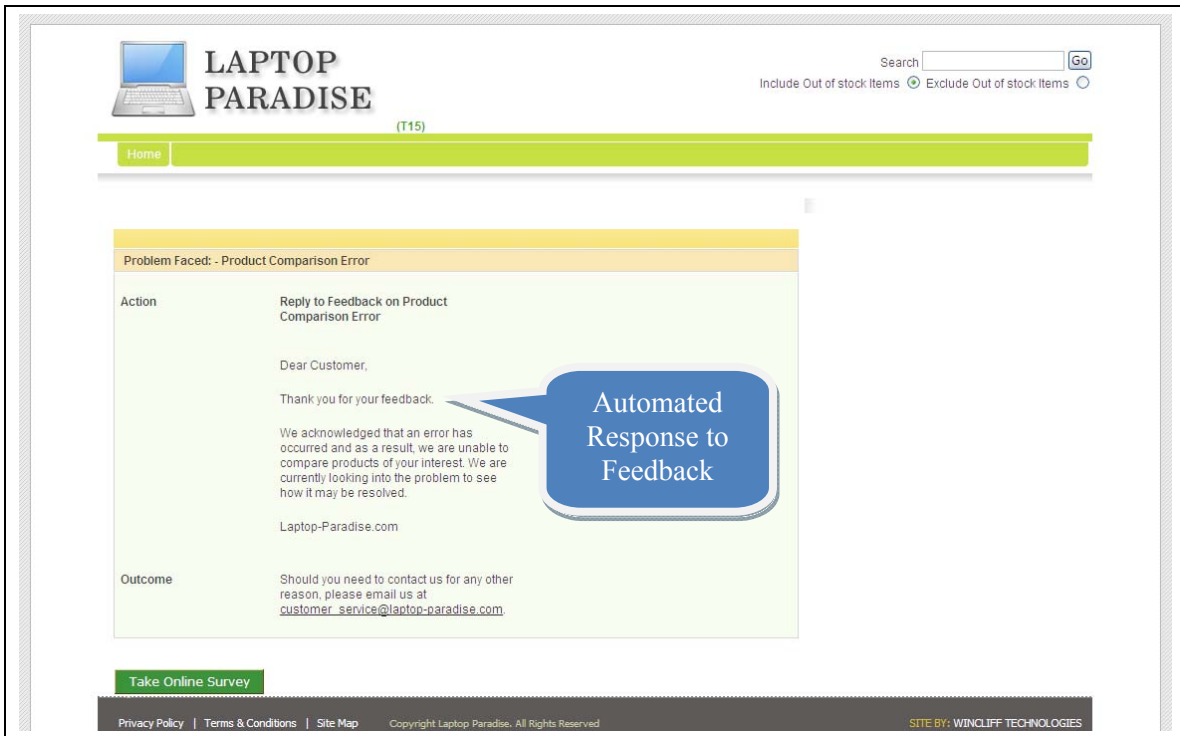 LAPTOP
PARADISE
(T15)
Search Go
Include Out of stock Items Exclude Out of stock Items
Home
Problem Faced: - Product Comparison Error
Action
Reply to Feedback on Product
Comparison Error
Dear Customer,
Thank you for your feedback.
We acknowledged that an error has
occurred and as a result, we are unable to
compare products of your interest. We are
currently looking into the problem to see
how it may be resolved.
Laptop-Paradise.com
Automated
Response to
Feedback
Outcome
Should you need to contact us for any other
reason, please email us at
customer_service@laptop-paradise.com.
Take Online Survey
Privacy Policy | Terms & Conditions | Site Map Copyright Laptop Paradise. All Rights Reserved SITE BY: WINCLIFF TECHNOLOGIES